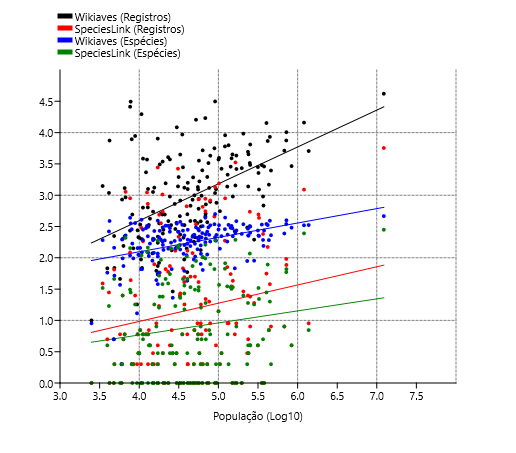 Wikiaves (Registros)
SpeciesLink (Registros)
Wikiaves (Espécies)
SpeciesLink (Espécies)
4.5
4.0
3.5
3.0
2.5
2.0
1.5
1.0
0.5
0.0
3.0 3.5 4.0 4.5 5.0 5.5 6.0 6.5 7.0 7.5
População (Log10)